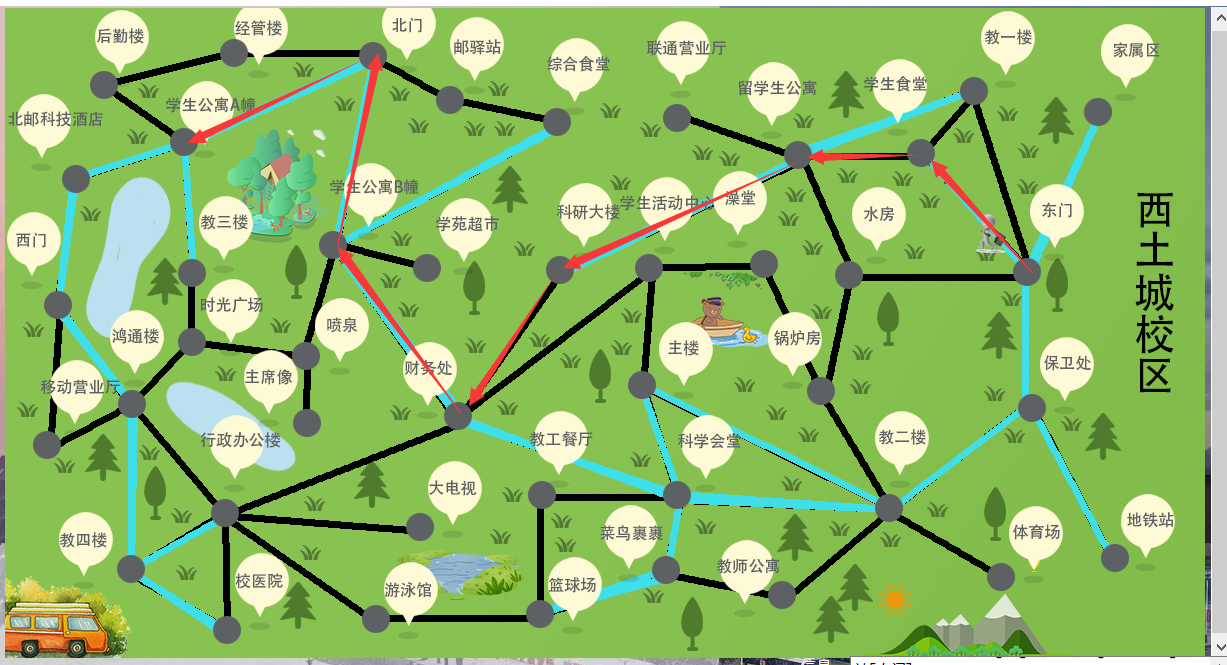 后勤楼
经管楼
北门
邮驿站
综合食堂
联通营业厅
留学生公寓
学生食堂
教一楼
家属区
北邮科技酒店
学生公寓A幢
学生公寓B幢
教三楼
学苑超市
科研大楼
学生活动中心
澡堂
水房
东门
西门
时光广场
喷泉
鸿通楼
主楼
锅炉房
保卫处
移动营业厅
主席像
财务处
行政办公楼
教工餐厅
科学会堂
教二楼
大电视
教四楼
校医院
游泳馆
篮球场
菜鸟裹裹
教师公寓
体育场
地铁站
西土城校区